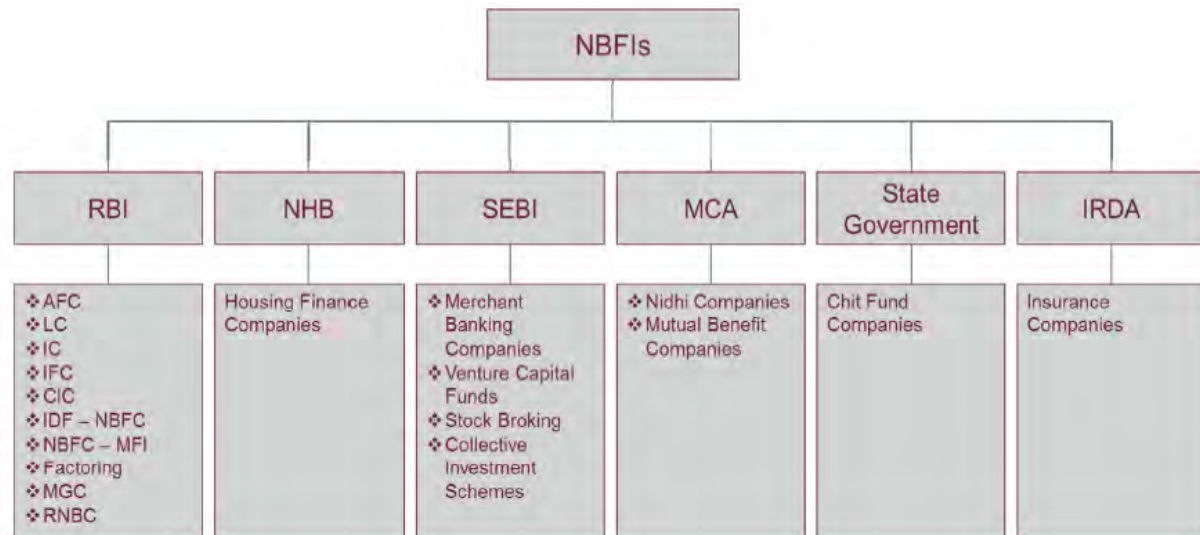 NBFIs
RBI
NHB
SEBI
MCA
State
Government
IRDA
❖AFC
❖LC
❖IC
❖IFC
❖CIC
❖IDF – NBFC
❖NBFC – MFI
❖Factoring
❖MGC
❖RNBC
Housing Finance
Companies
❖Merchant
Banking
Companies
❖Venture Capital
Funds
❖Stock Broking
❖Collective
Investment
Schemes
❖Nidhi Companies
❖Mutual Benefit
Companies
Chit Fund
Companies
Insurance
Companies